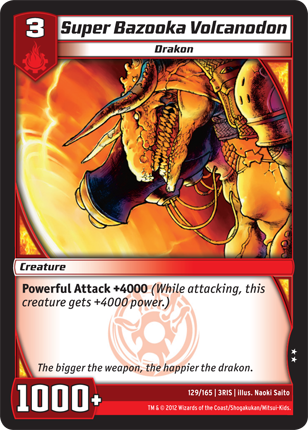 3
Super Bazooka Volcanodon
Drakon
Creature
Powerful Attack +4000 (While attacking, this
creature gets +4000 power.)
The bigger the weapon, the happier the drakon.
1000+
129/165 | 3RIS | illus. Naoki Saito
TM & © 2012 Wizards of the Coast/Shogakukan/Mitsui-Kids.